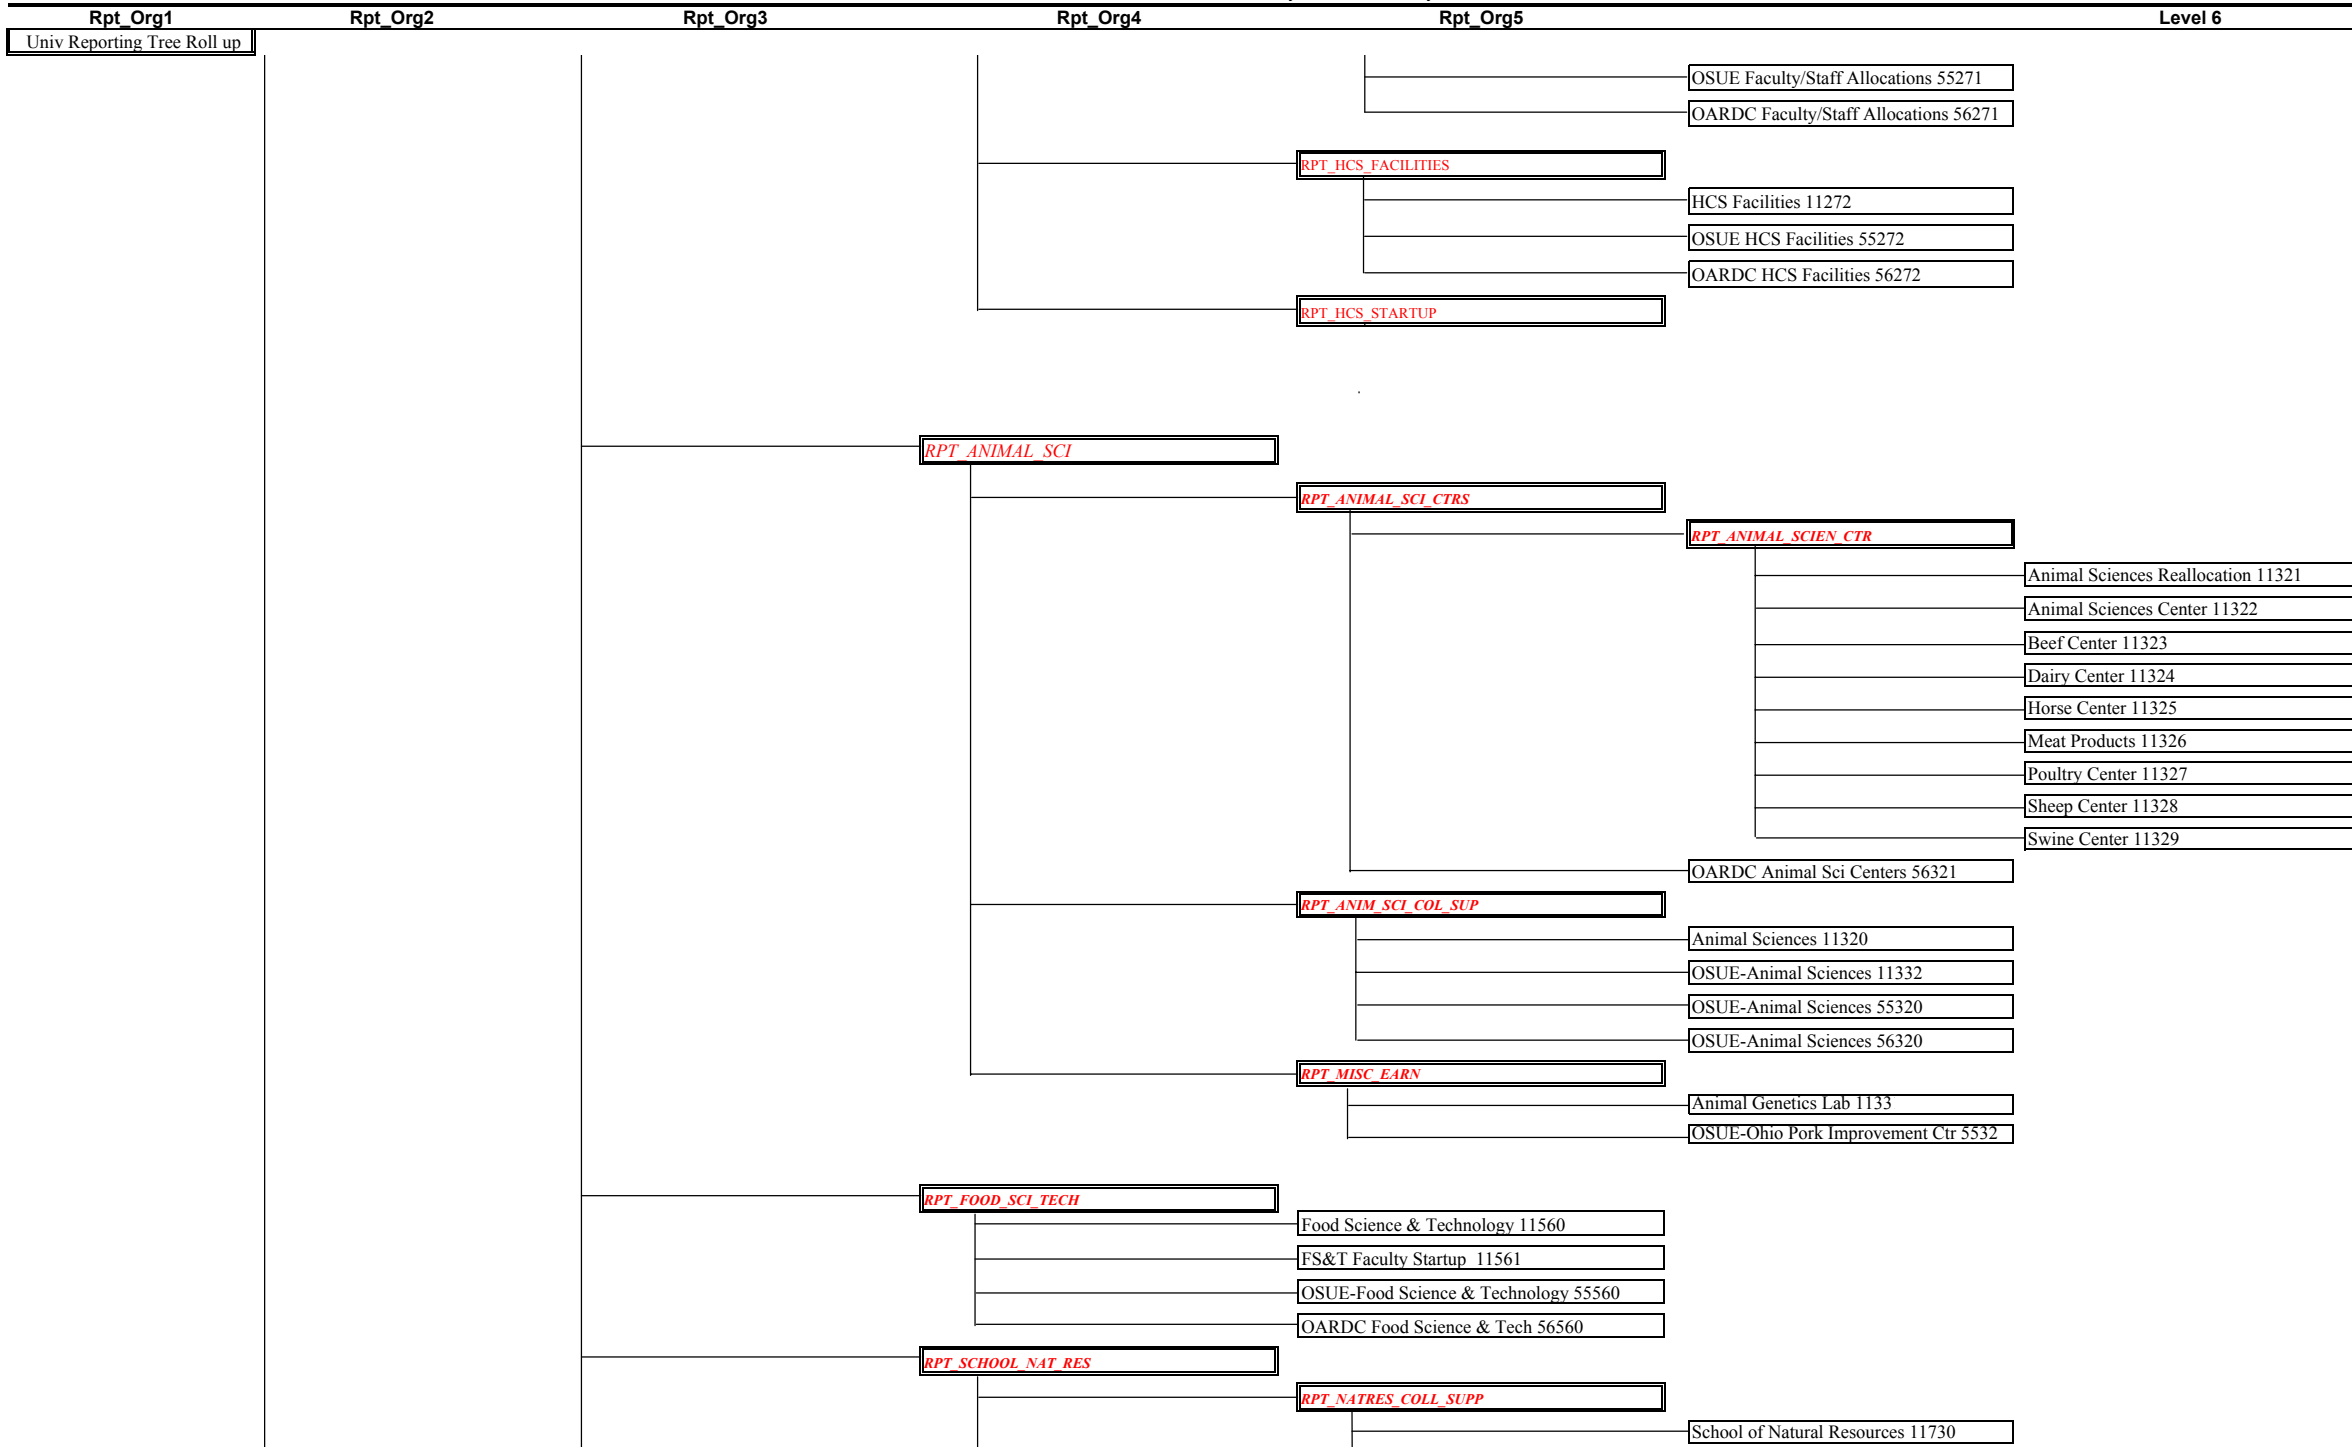 Rpt_Org1 Rpt_Org2 Rpt_Org3 Rpt_Org4 Rpt_Org5 Level 6
Univ Reporting Tree Roll up
OSUE Faculty/Staff Allocations 55271
OARDC Faculty/Staff Allocations 56271
RPT_HCS_FACILITIES
HCS Facilities 11272
OSUE HCS Facilities 55272
OARDC HCS Facilities 56272
RPT_HCS_STARTUP
RPT_ANIMAL_SCI
RPT_ANIMAL_SCI_CTRS
RPT_ANIMAL_SCIEN_CTR
Animal Sciences Reallocation 11321
Animal Sciences Center 11322
Beef Center 11323
Dairy Center 11324
Horse Center 11325
Meat Products 11326
Poultry Center 11327
Sheep Center 11328
Swine Center 11329
OARDC Animal Sci Centers 56321
RPT_ANIM_SCI_COL_SUP
Animal Sciences 11320
OSUE-Animal Sciences 11332
OSUE-Animal Sciences 55320
OSUE-Animal Sciences 56320
RPT_MISC_EARN
Animal Genetics Lab 1133
OSUE-Ohio Pork Improvement Ctr 5532
RPT_FOOD_SCI_TECH
Food Science & Technology 11560
FS&T Faculty Startup 11561
OSUE-Food Science & Technology 55560
OARDC Food Science & Tech 56560
RPT_SCHOOL_NAT_RES
RPT_NATRES_COLL_SUPP
School of Natural Resources 11730